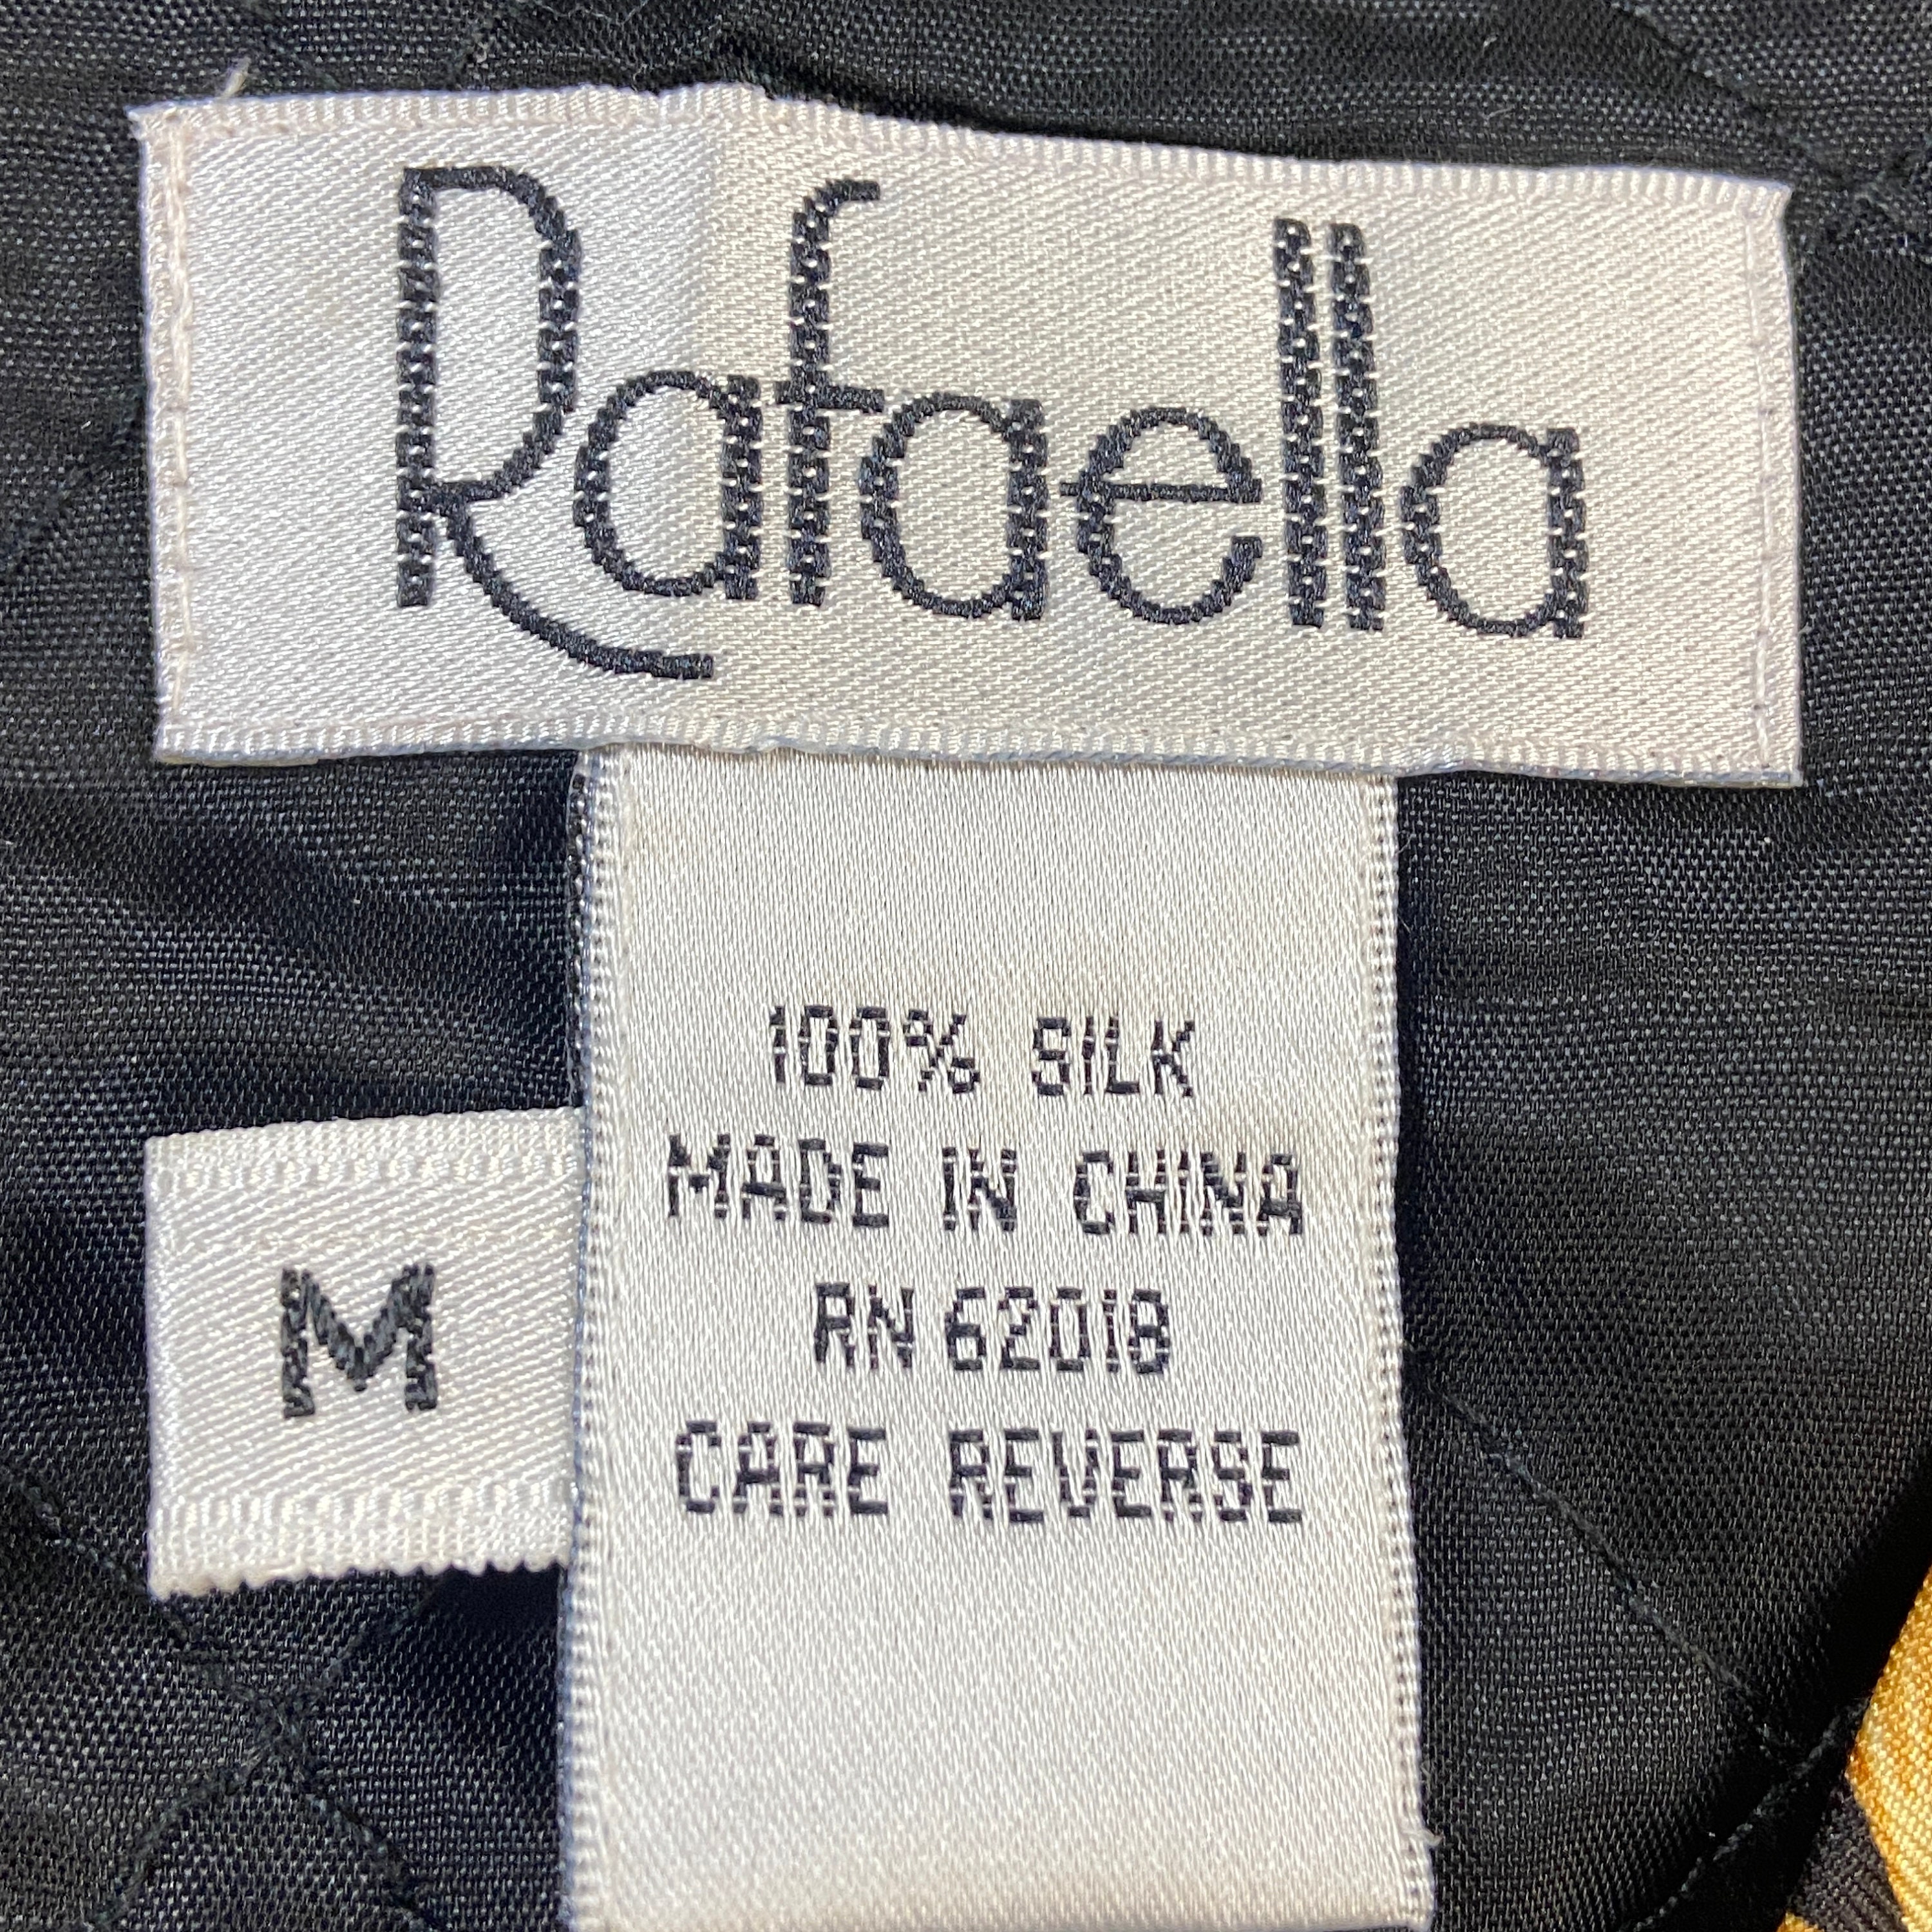 Rafaella
100% SILK
MADE IN CHINA
RN 62018
CARE REVERSE
M